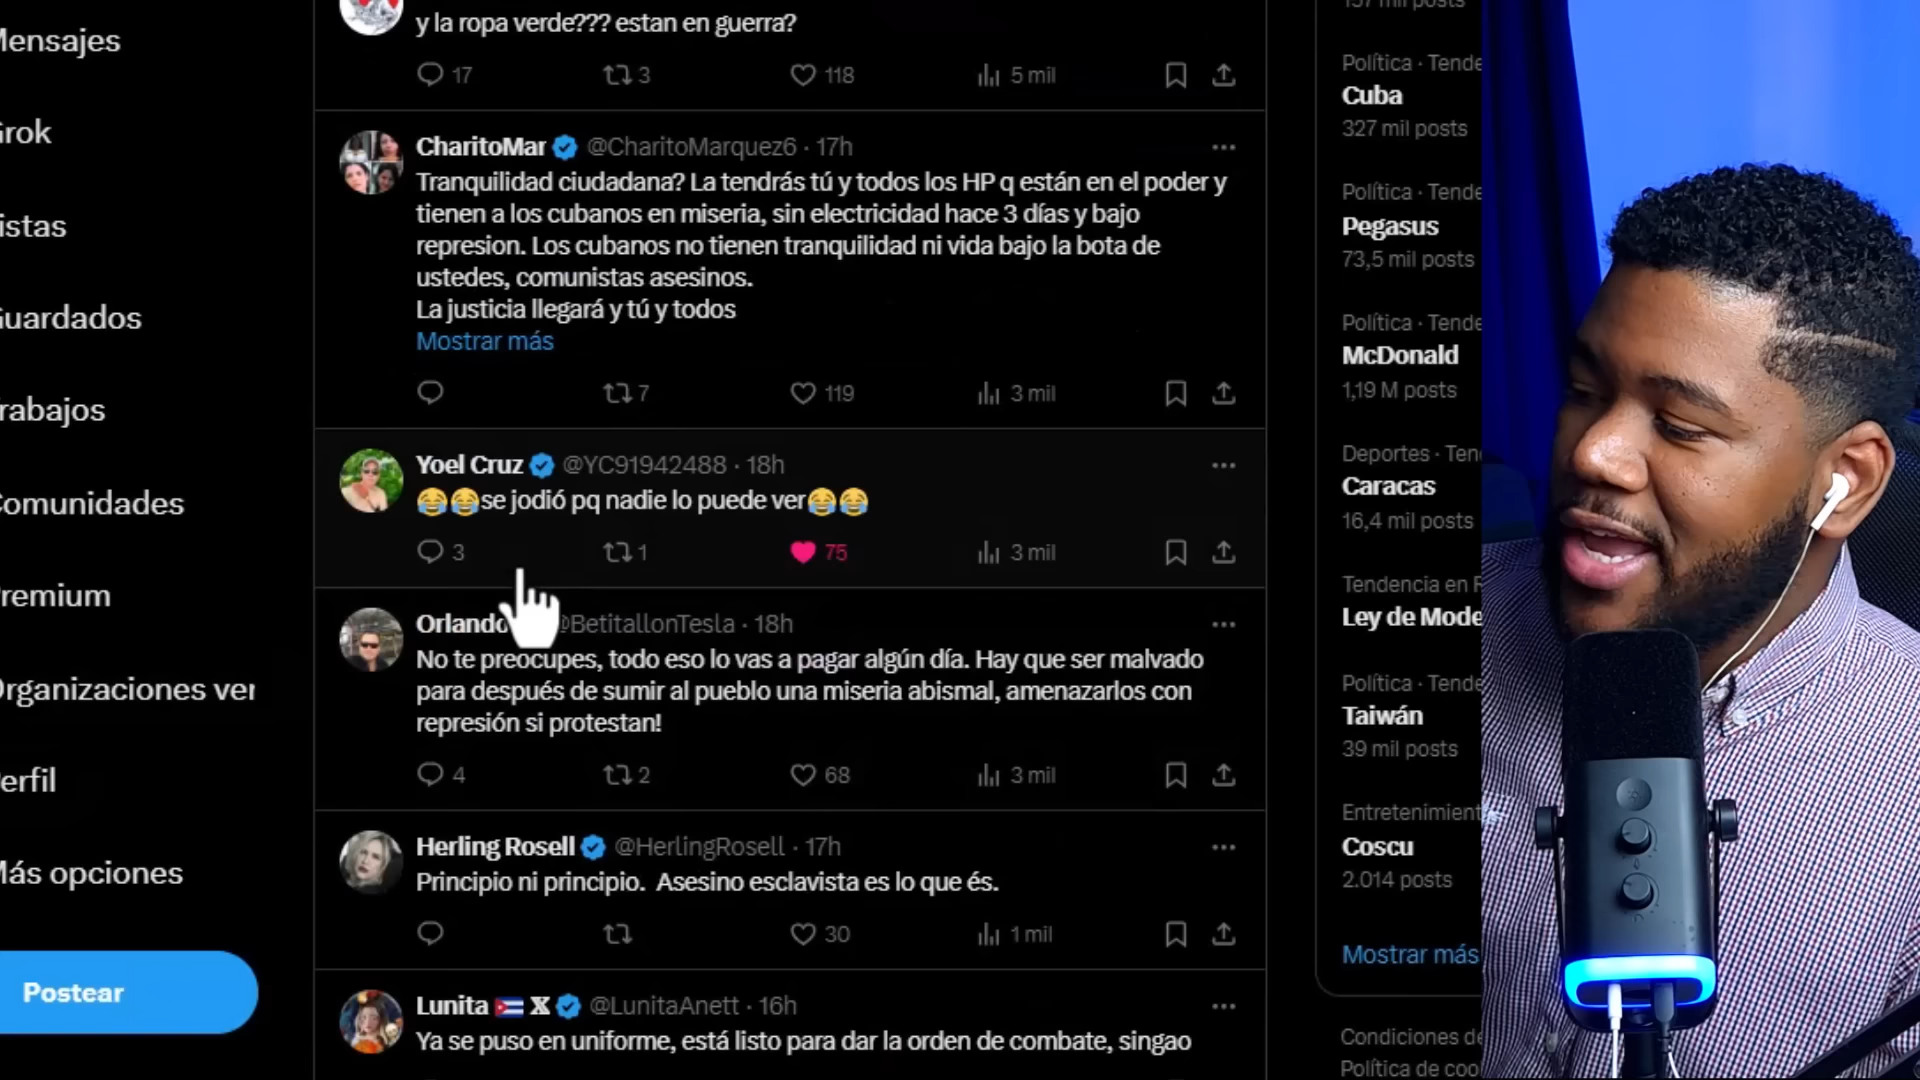 Mensajes
Grok
istas
Guardados
rabajos
Comunidades
Premium
Organizaciones ver
Perfil
Más opciones
Postear
y la ropa verde??? estan en guerra?
17 3 118 5 mil
CharitoMar @CharitoMarquez6 · 17h
Tranquilidad ciudadana? La tendrás tú y todos los HP q están en el poder y
tienen a los cubanos en miseria, sin electricidad hace 3 días y bajo
represion. Los cubanos no tienen tranquilidad ni vida bajo la bota de
ustedes, comunistas asesinos.
La justicia llegará y tú y todos
Mostrar más
7 119 3 mil
Yoel Cruz @YC91942488 · 18h
😂😂se jodió pq nadie lo puede ver😂😂
3 1 75 3 mil
Orlando @BetitallonTesla · 18h
No te preocupes, todo eso lo vas a pagar algún día. Hay que ser malvado
para después de sumir al pueblo una miseria abismal, amenazarlos con
represión si protestan!
4 2 68 3 mil
Herling Rosell @HerlingRosell · 17h
Principio ni principio. Asesino esclavista es lo que és.
30 1 mil
Lunita 🇨🇺 𝕏 @LunitaAnett · 16h
Ya se puso en uniforme, está listo para dar la orden de combate, singao
157 mil posts
Política · Tende
Cuba
327 mil posts
Política · Tende
Pegasus
73,5 mil posts
Política · Tende
McDonald
1,19 M posts
Deportes · Ten
Caracas
16,4 mil posts
Tendencia en R
Ley de Mode
Política · Tende
Taiwán
39 mil posts
Entretenimient
Coscu
2.014 posts
Mostrar más
Condiciones de
Política de coo